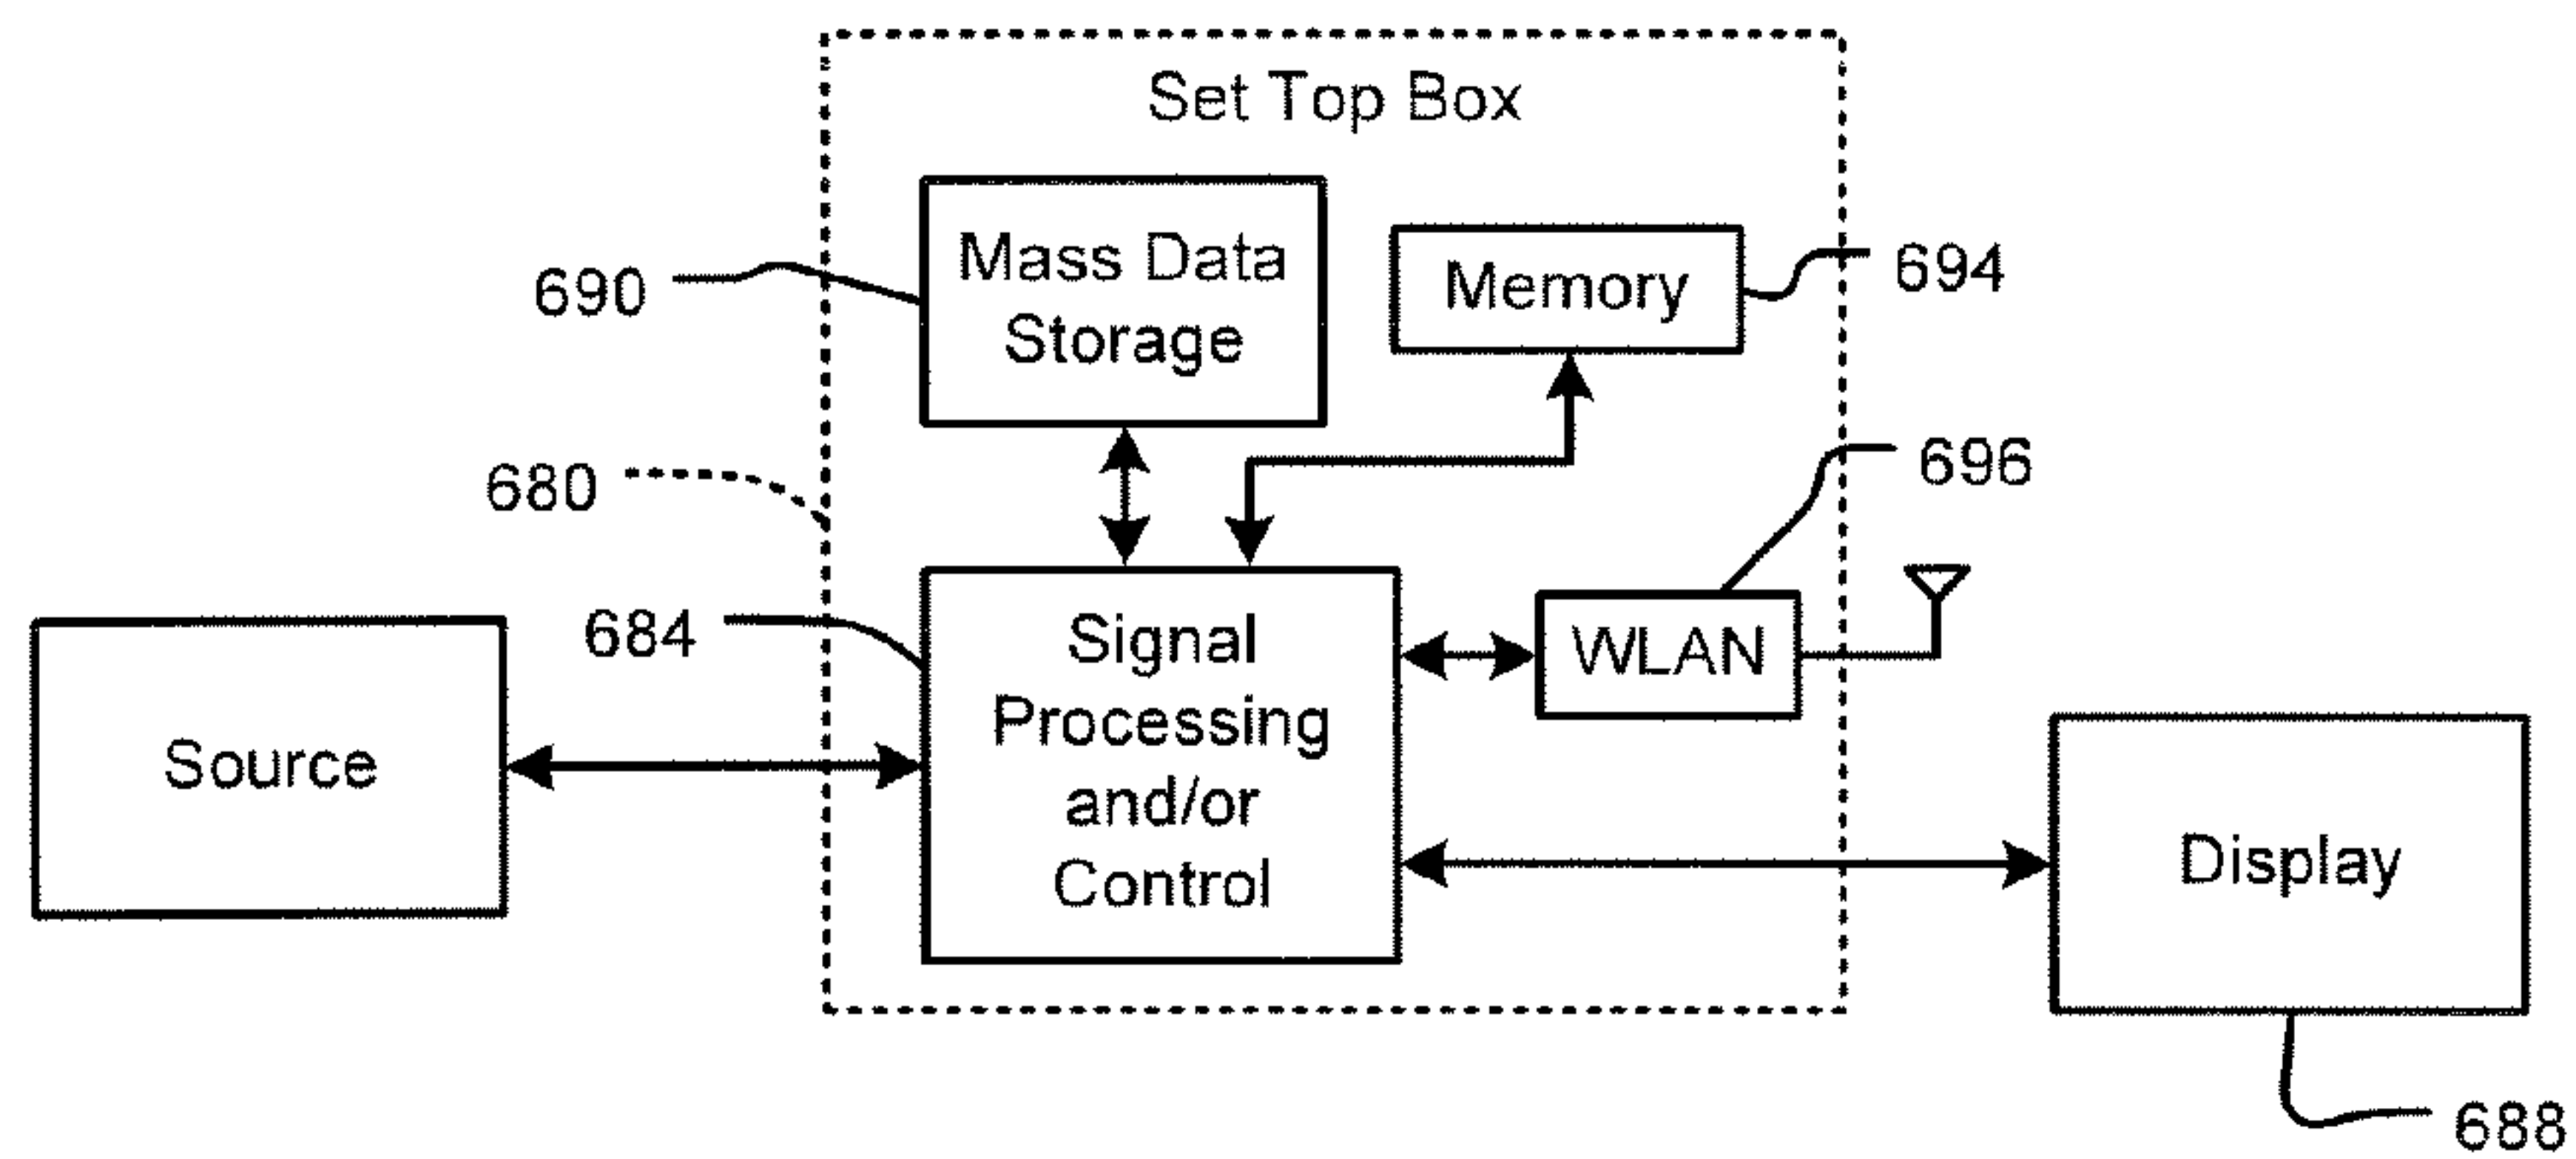 Set Top Box
Mass Data
Storage
690
Memory
694
680
696
684
Signal
Processing
and/or
Control
WLAN
Source
Display
688